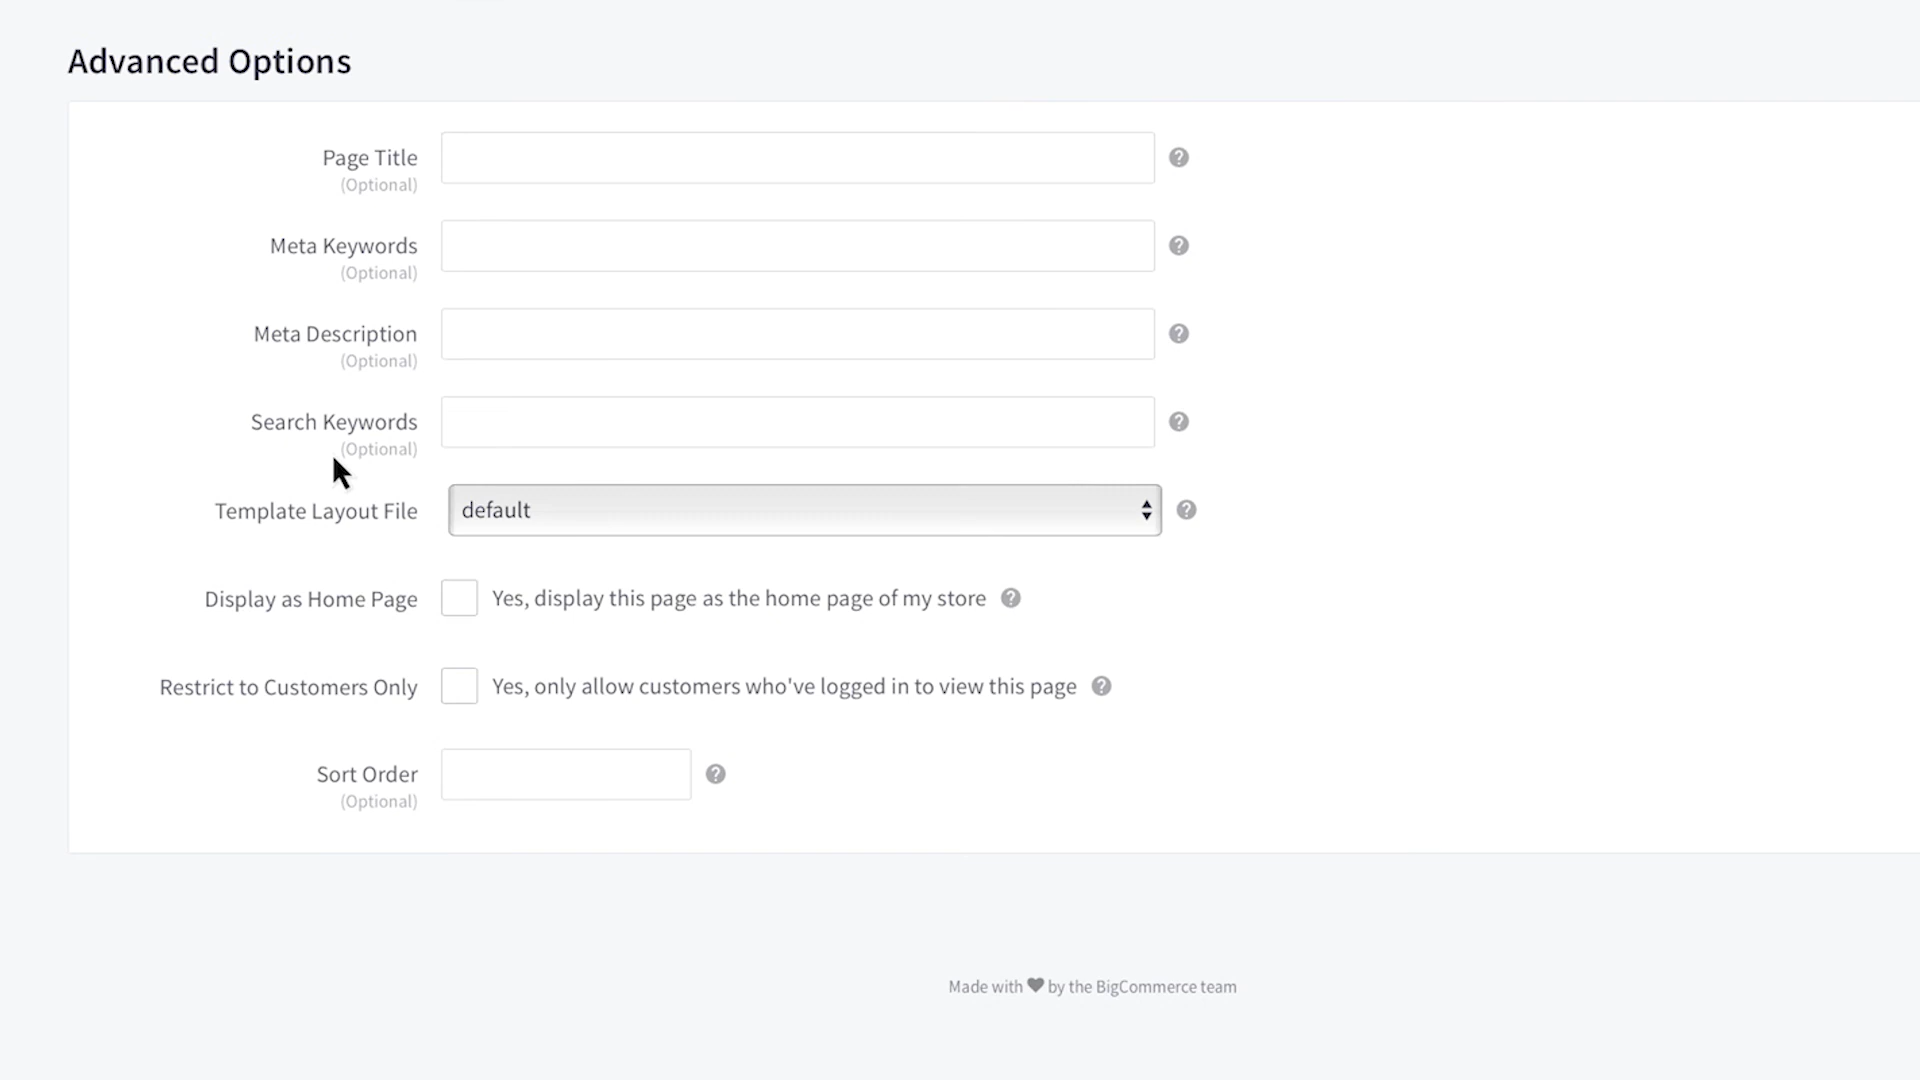 Advanced Options
Page Title
(Optional)
Meta Keywords
(Optional)
Meta Description
(Optional)
Search Keywords
(Optional)
Template Layout File default
Display as Home Page Yes, display this page as the home page of my store
Restrict to Customers Only Yes, only allow customers who've logged in to view this page
Sort Order
(Optional)
Made with ♥ by the BigCommerce team